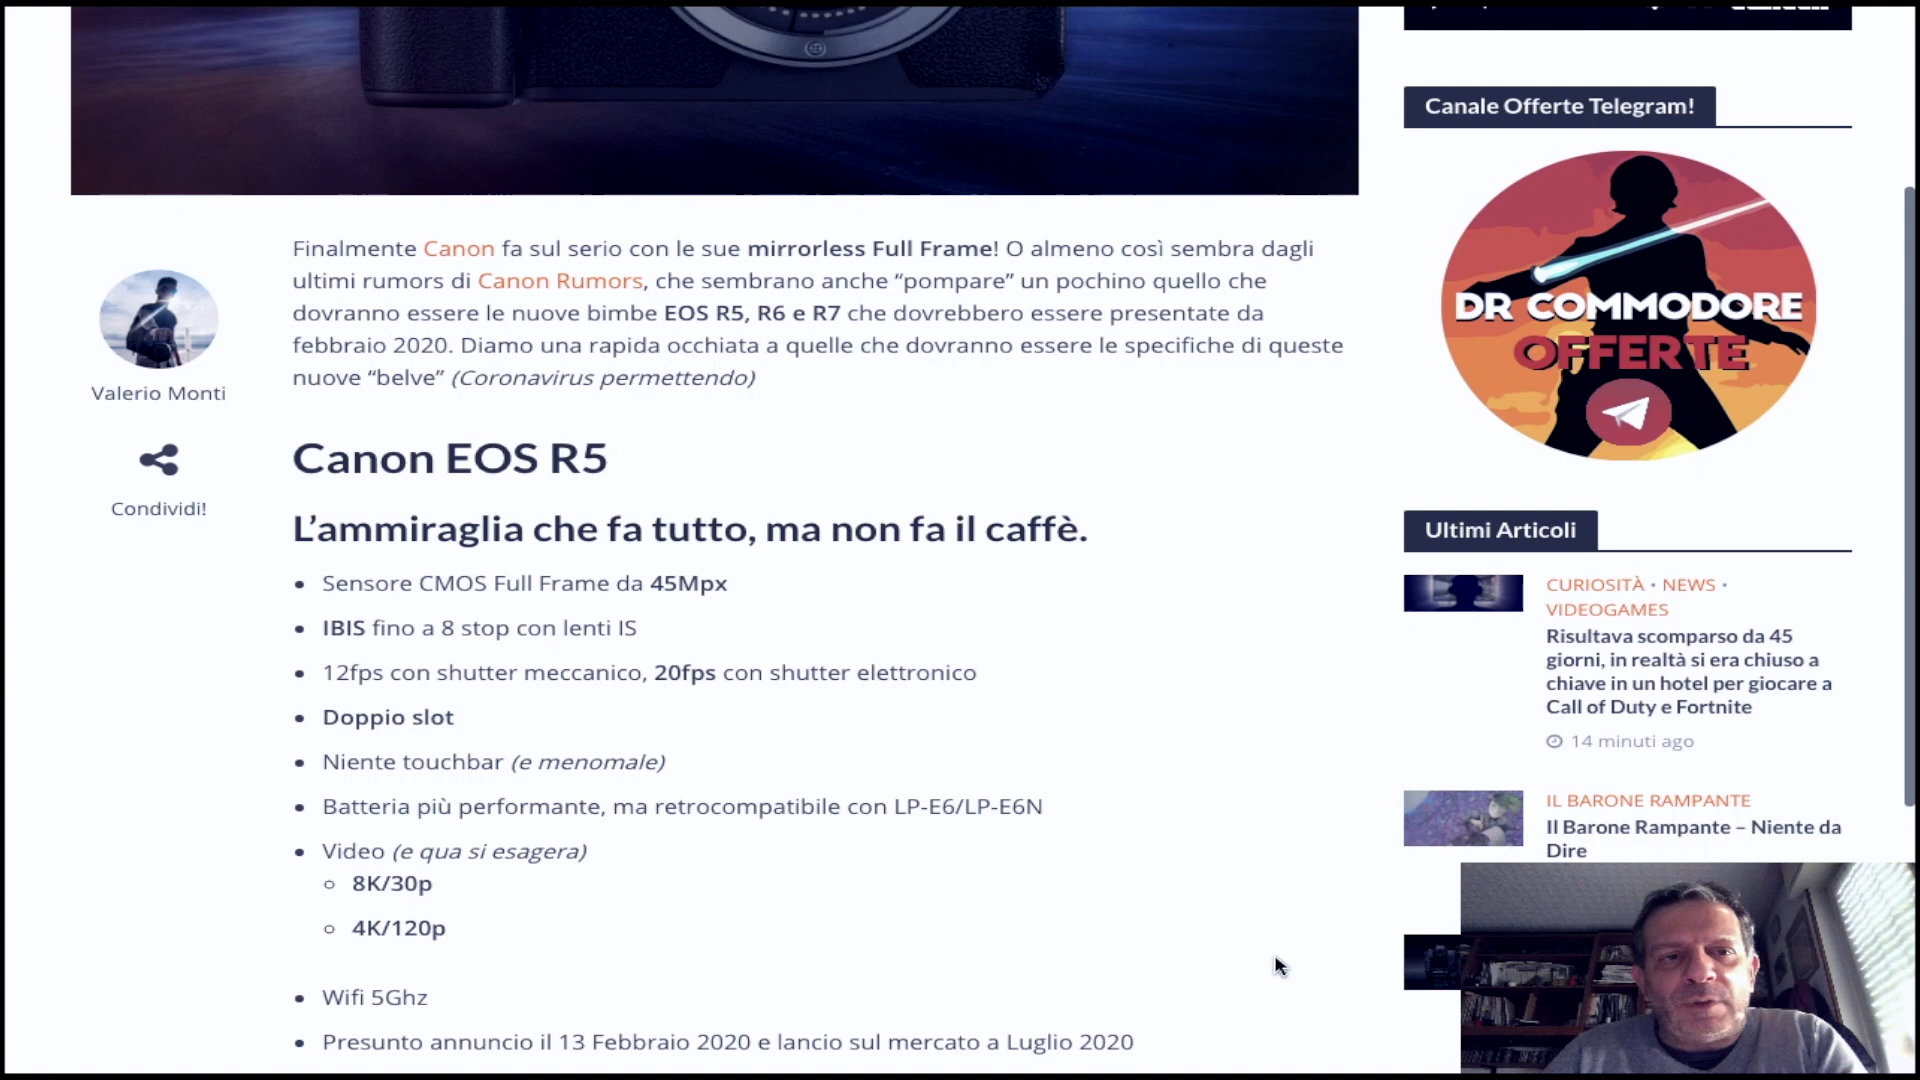 Canale Offerte Telegram!
DR COMMODORE
OFFERTE
Finalmente Canon fa sul serio con le sue mirrorless Full Frame! O almeno così sembra dagli
ultimi rumors di Canon Rumors, che sembrano anche “pompare” un pochino quello che
dovranno essere le nuove bimbe EOS R5, R6 e R7 che dovrebbero essere presentate da
febbraio 2020. Diamo una rapida occhiata a quelle che dovranno essere le specifiche di queste
nuove “belve” (Coronavirus permettendo)
Valerio Monti
Condividi!
Canon EOS R5
L’ammiraglia che fa tutto, ma non fa il caffè.
• Sensore CMOS Full Frame da 45Mpx
• IBIS fino a 8 stop con lenti IS
• 12fps con shutter meccanico, 20fps con shutter elettronico
• Doppio slot
• Niente touchbar (e menomale)
• Batteria più performante, ma retrocompatibile con LP-E6/LP-E6N
• Video (e qua si esagera)
○ 8K/30p
○ 4K/120p
• Wifi 5Ghz
• Presunto annuncio il 13 Febbraio 2020 e lancio sul mercato a Luglio 2020
Ultimi Articoli
CURIOSITÀ • NEWS •
VIDEOGAMES
Risultava scomparso da 45
giorni, in realtà si era chiuso a
chiave in un hotel per giocare a
Call of Duty e Fortnite
14 minuti ago
IL BARONE RAMPANTE
Il Barone Rampante – Niente da
Dire